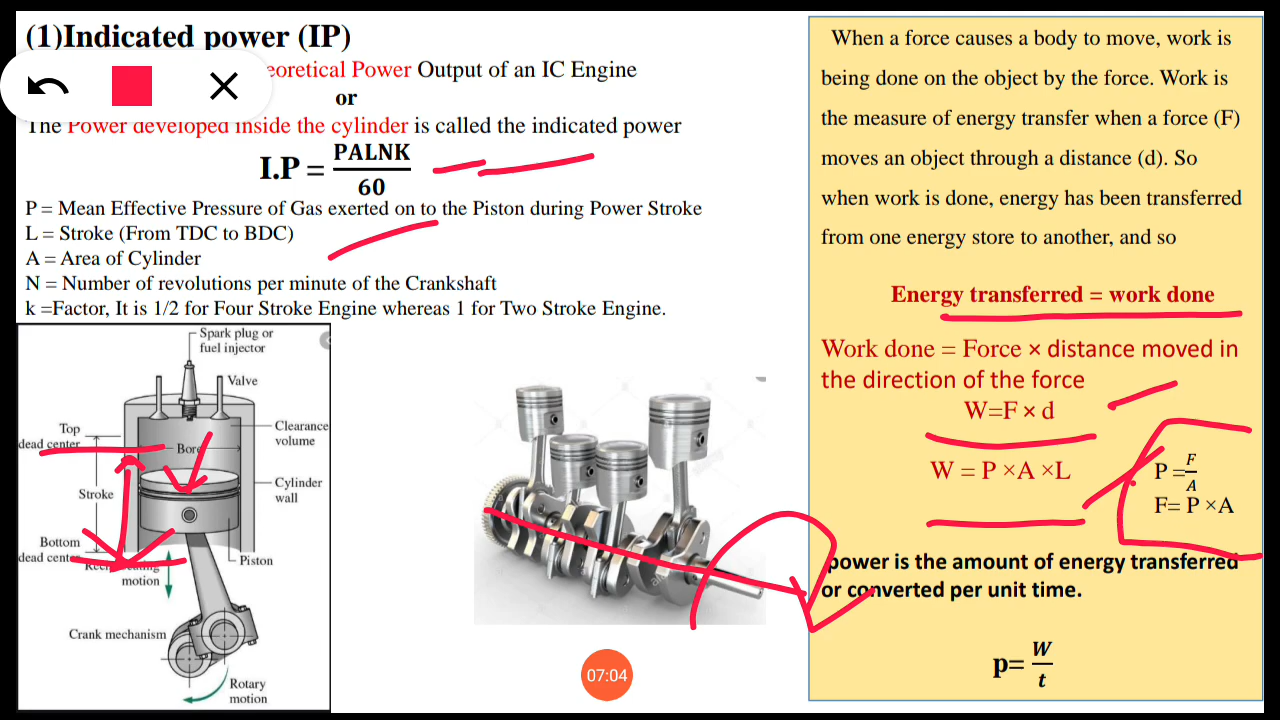 (1)Indicated power (IP)
Power Output of an IC Engine
or
The Power developed inside the cylinder is called the indicated power
I.P = PALNK
60
P = Mean Effective Pressure of Gas exerted on to the Piston during Power Stroke
L = Stroke (From TDC to BDC)
A = Area of Cylinder
N = Number of revolutions per minute of the Crankshaft
k =Factor, It is 1/2 for Four Stroke Engine whereas 1 for Two Stroke Engine.
Spark plug or
fuel injector
Valve
Top
dead center
Clearance
volume
Bore
Stroke
Cylinder
wall
Bottom
dead center
Piston
motion
Crank mechanism
Rotary
motion
07:04
When a force causes a body to move, work is
being done on the object by the force. Work is
the measure of energy transfer when a force (F)
moves an object through a distance (d). So
when work is done, energy has been transferred
from one energy store to another, and so
Energy transferred = work done
Work done = Force × distance moved in
the direction of the force
W=F × d
W = P ×A ×L
P = F
A
F= P ×A
power is the amount of energy transferred
or converted per unit time.
p= W
t